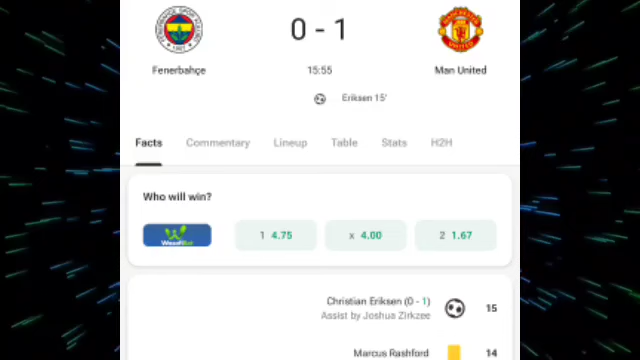 0 - 1
Fenerbahçe
15:55
Man United
Eriksen 15'
Facts Commentary Lineup Table Stats H2H
Who will win?
1 4.75 x 4.00 2 1.67
Christian Eriksen (0 - 1) 15
Assist by Joshua Zirkzee
Marcus Rashford 14